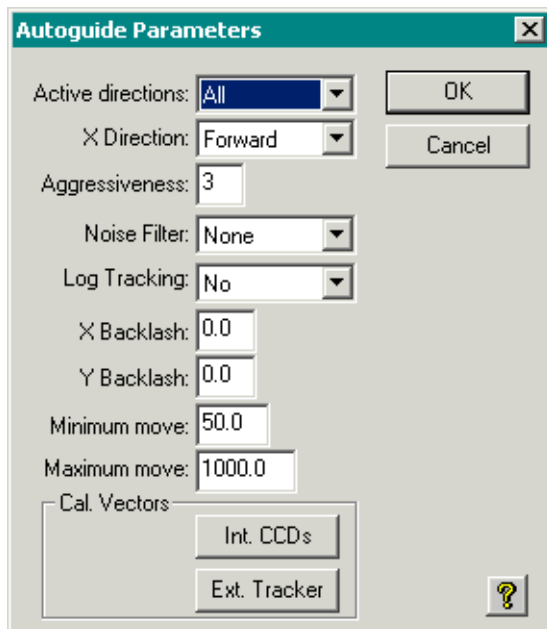 Autoguide Parameters
Active directions: All
OK
X Direction: Forward
Cancel
Aggressiveness: 3
Noise Filter: None
Log Tracking: No
X Backlash: 0.0
Y Backlash: 0.0
Minimum move: 50.0
Maximum move: 1000.0
Cal. Vectors
Int. CCDs
Ext. Tracker
?